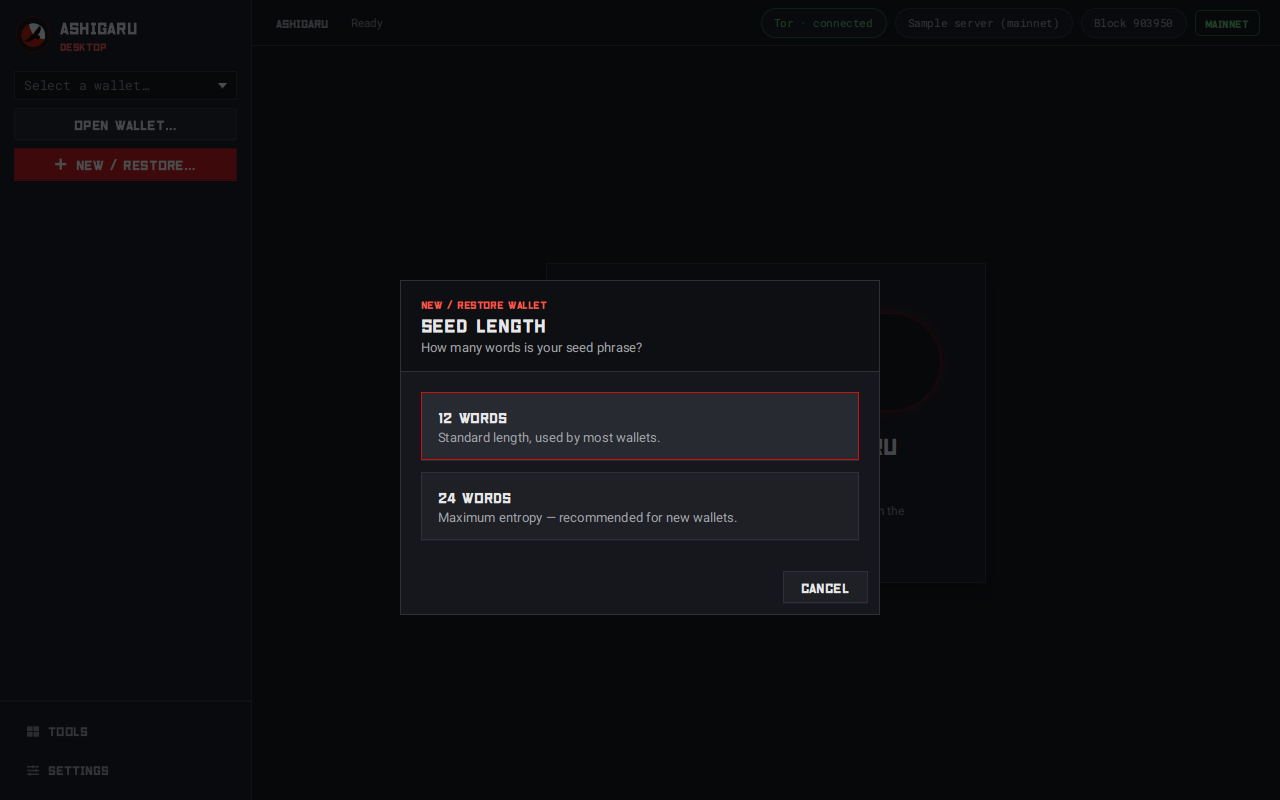 ASHIGARU
DESKTOP
Select a wallet…
OPEN WALLET...
+ NEW / RESTORE...
TOOLS
SETTINGS
ASHIGARU Ready
Tor · connected
Sample server (mainnet)
Block 903950
MAINNET
NEW / RESTORE WALLET
SEED LENGTH
How many words is your seed phrase?
12 WORDS
Standard length, used by most wallets.
24 WORDS
Maximum entropy — recommended for new wallets.
CANCEL
the